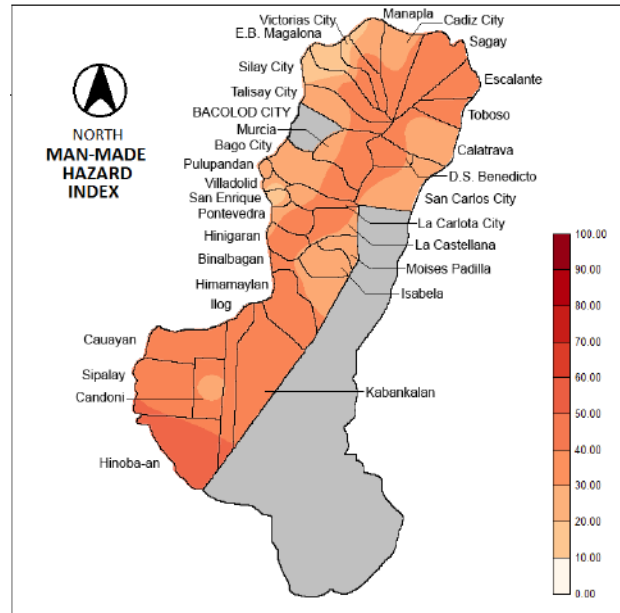 Victorias City
Manapla
E.B. Magalona
Cadiz City
Sagay
Silay City
Escalante
Talisay City
BACOLOD CITY
Toboso
Murcia
Bago City
Calatrava
Pulupandan
D.S. Benedicto
Villadolid
San Enrique
San Carlos City
Pontevedra
La Carlota City
Hinigaran
La Castellana
Binalbagan
Moises Padilla
Himamaylan
Isabela
Ilog
Cauayan
Sipalay
Candoni
Kabankalan
Hinoba-an
NORTH
MAN-MADE
HAZARD
INDEX
100.00
90.00
80.00
70.00
60.00
50.00
40.00
30.00
20.00
10.00
0.00